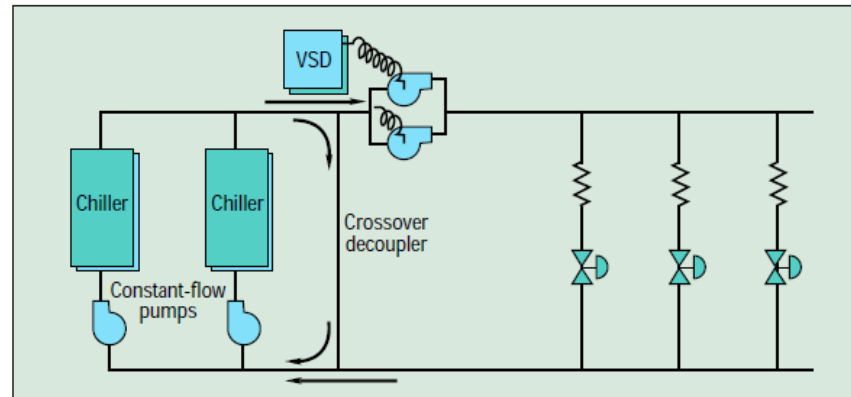 VSD
Chiller
Chiller
Crossover
decoupler
Constant-flow
pumps